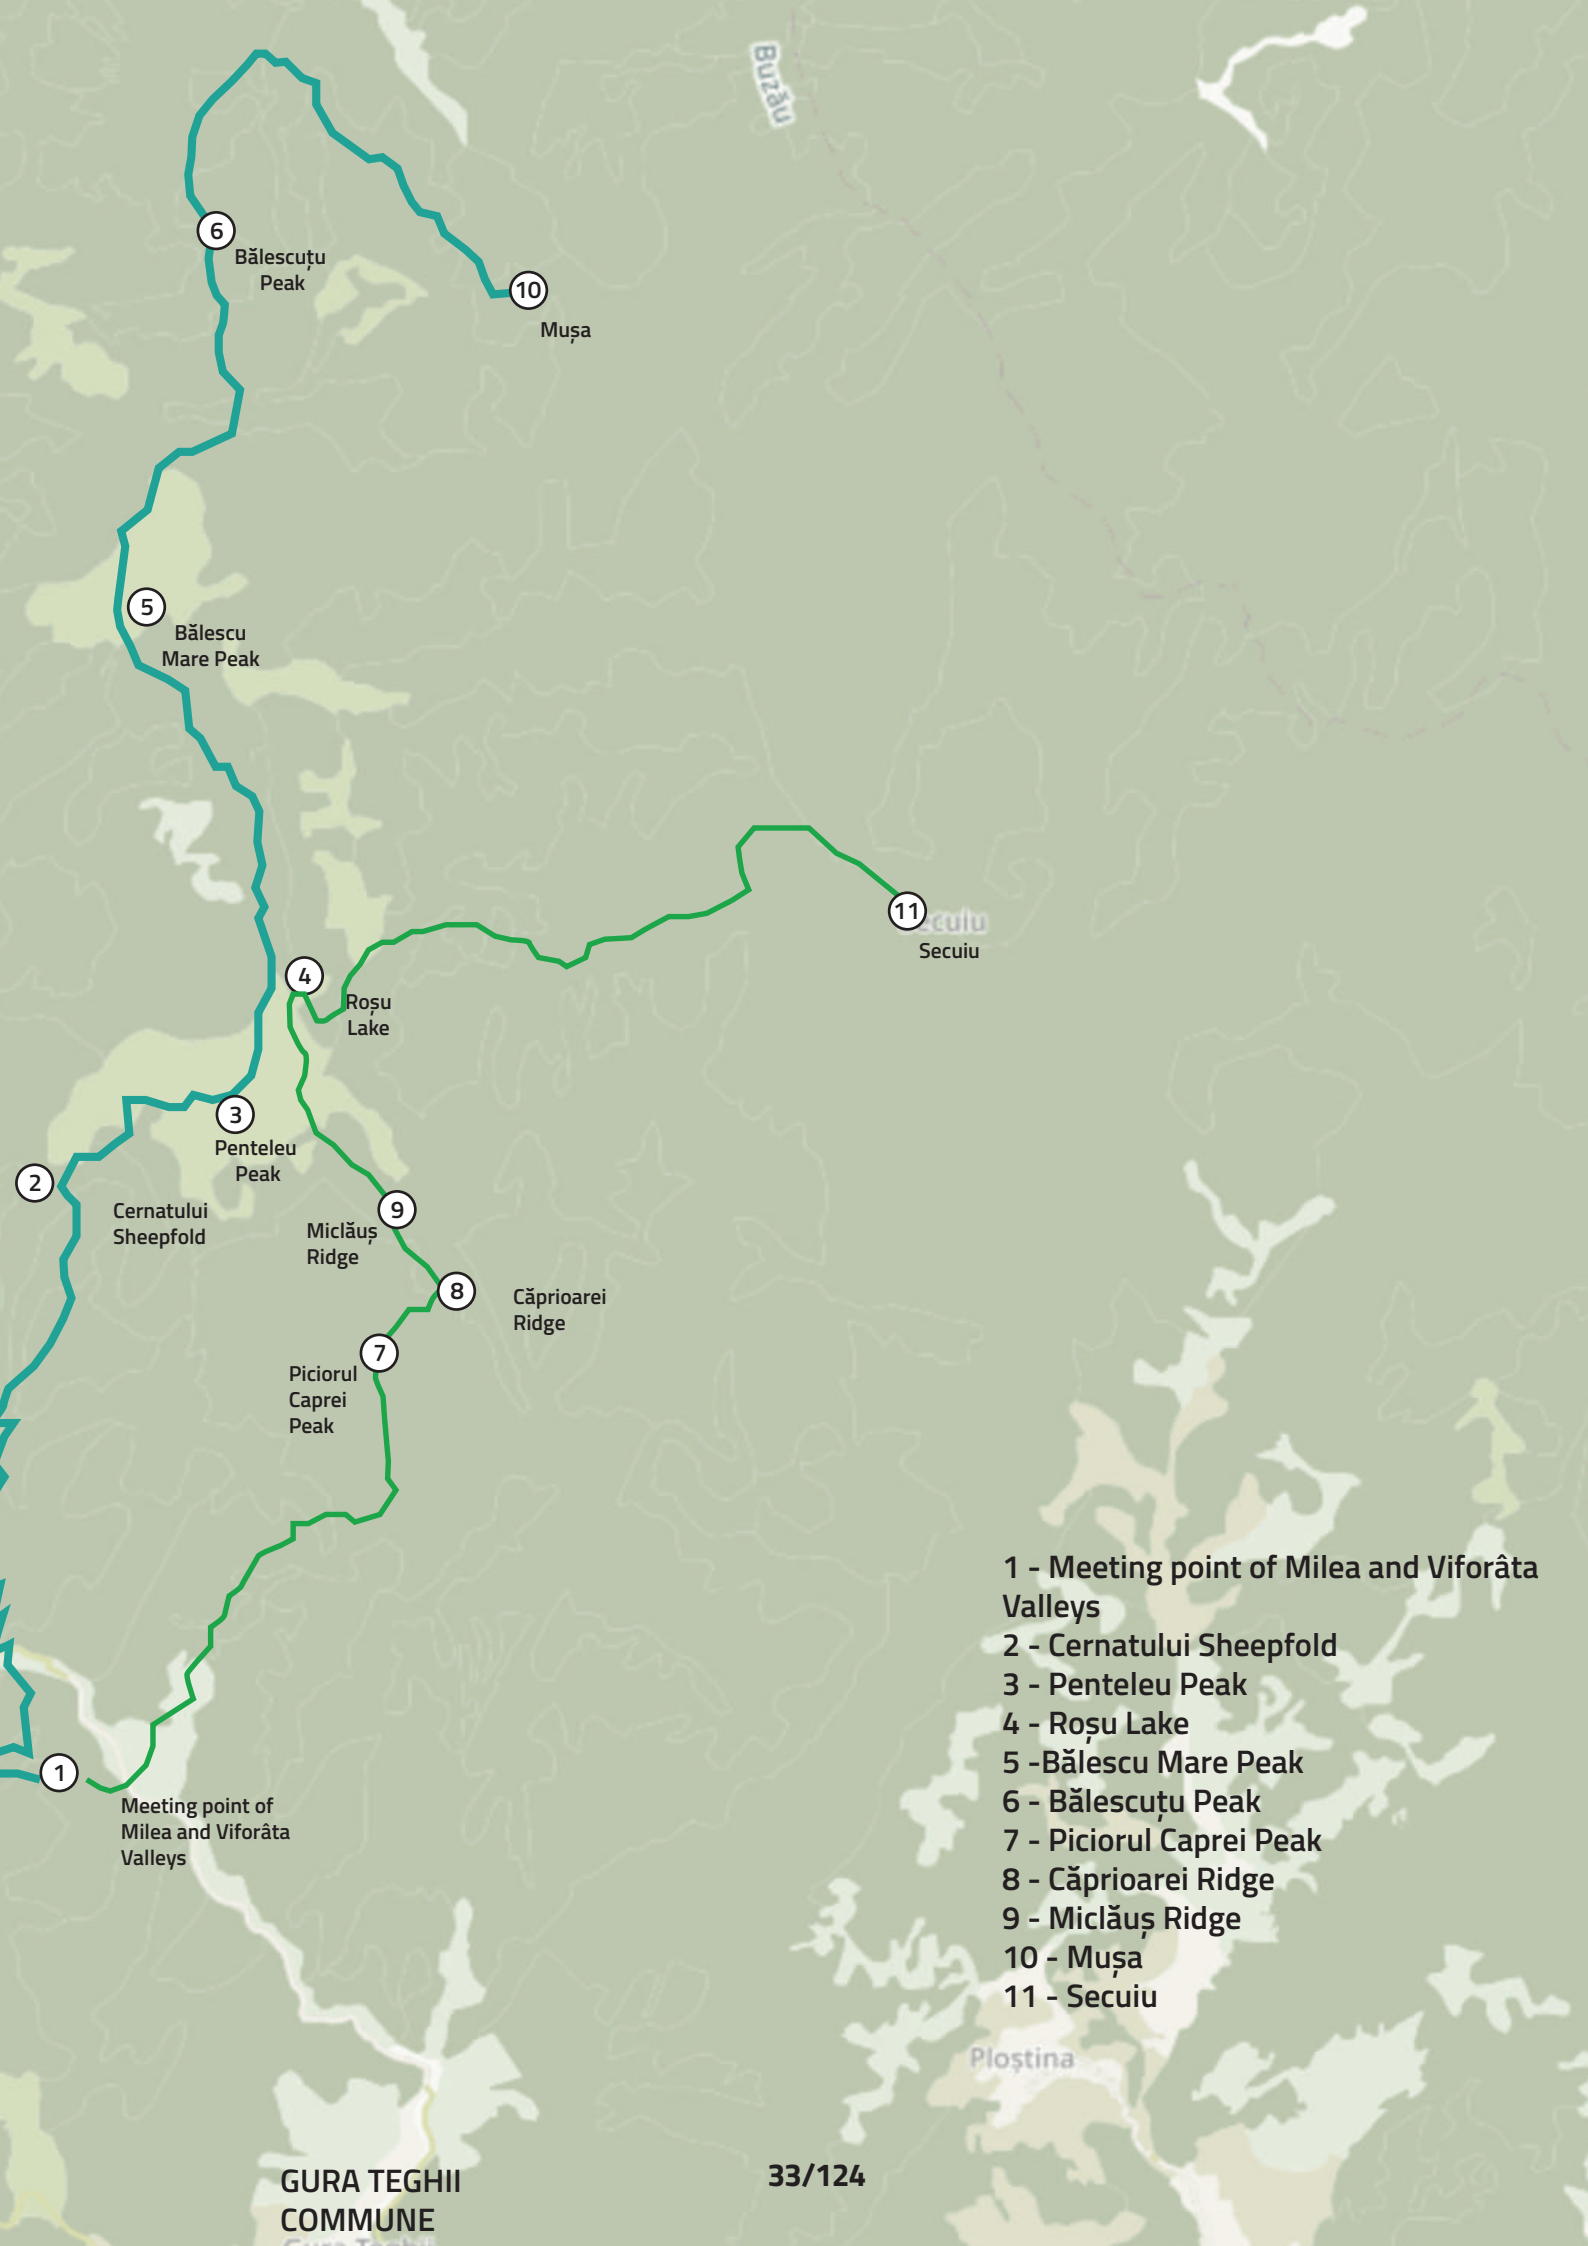 Buzău
6
Bălescuțu
Peak
10
Mușa
5
Bălescu
Mare Peak
11
Secuiu
4
Roșu
Lake
3
Penteleu
Peak
2
Cernatului
Sheepfold
9
Miclăuș
Ridge
8
Căprioarei
Ridge
7
Piciorul
Caprei
Peak
1
Meeting point of
Milea and Viforâta
Valleys
1 - Meeting point of Milea and Viforâta
Valleys
2 - Cernatului Sheepfold
3 - Penteleu Peak
4 - Roșu Lake
5 -Bălescu Mare Peak
6 - Bălescuțu Peak
7 - Piciorul Caprei Peak
8 - Căprioarei Ridge
9 - Miclăuș Ridge
10 - Mușa
11 - Secuiu
Ploștina
33/124
GURA TEGHII
COMMUNE